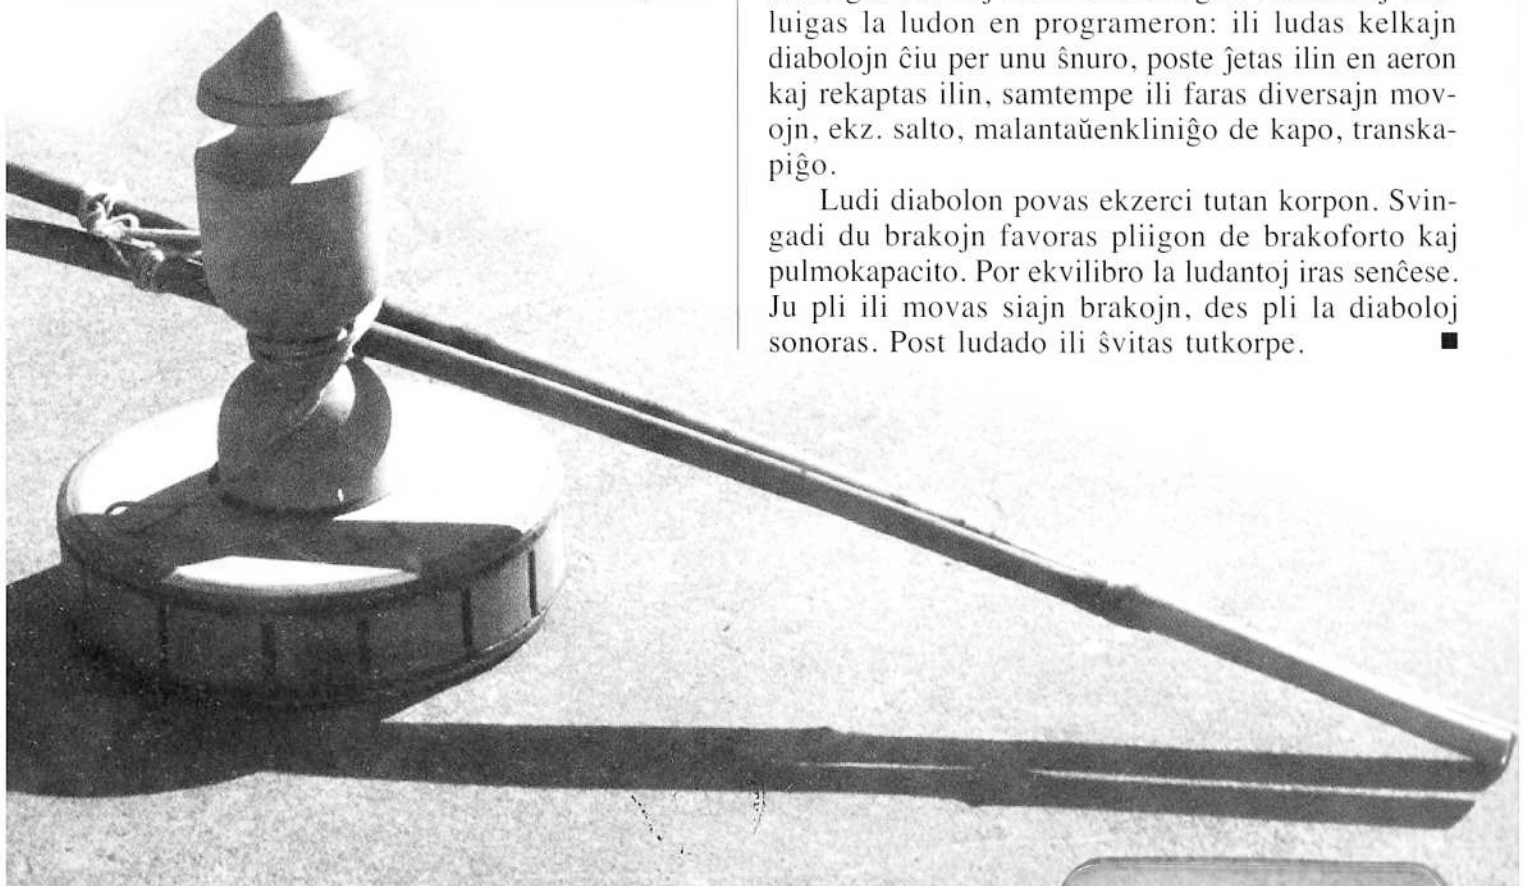 luigas la ludon en programeron: ili ludas kelkajn
diabolojn ĉiu per unu ŝnuro, poste ĵetas ilin en aeron
kaj rekaptas ilin, samtempe ili faras diversajn mov-
ojn, ekz. salto, malantaŭenkliniĝo de kapo, transka-
piĝo.
Ludi diabolon povas ekzerci tutan korpon. Svin-
gadi du brakojn favoras pliigon de brakoforto kaj
pulmokapacito. Por ekvilibro la ludantoj iras senĉese.
Ju pli ili movas siajn brakojn, des pli la diaboloj
sonoras. Post ludado ili ŝvitas tutkorpe. ■